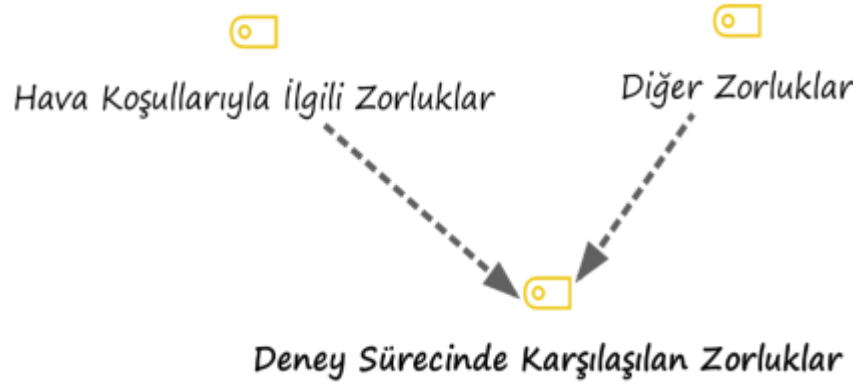 Hava Koşullarıyla İlgili Zorluklar
Diğer Zorluklar
Deney Sürecinde Karşılaşılan Zorluklar